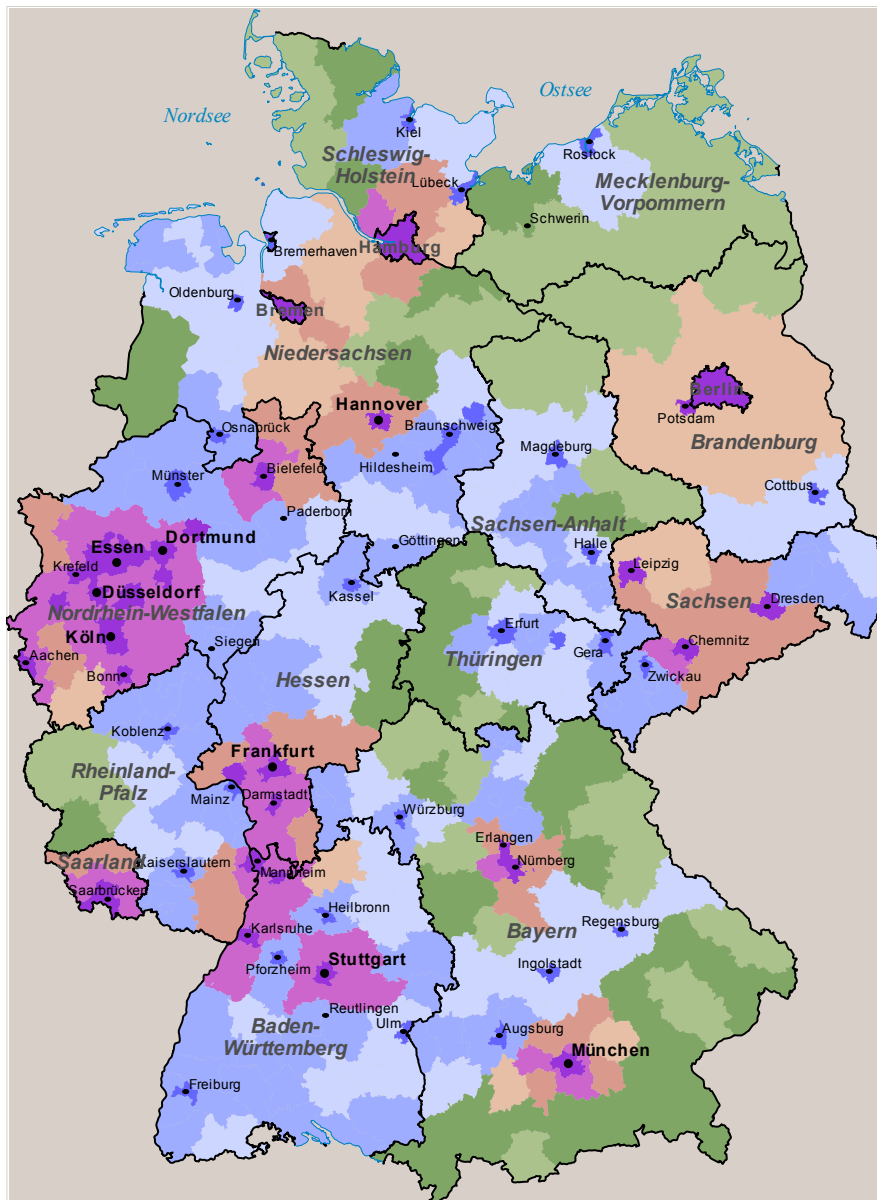 Nordsee
Ostsee
Kiel
Rostock
Schleswig-
Holstein
Lübeck
Mecklenburg-
Vorpommern
Schwerin
Bremerhaven
Hamburg
Oldenburg
Bremen
Niedersachsen
Berlin
Potsdam
Hannover
Osnabrück
Braunschweig
Brandenburg
Magdeburg
Bielefeld
Hildesheim
Münster
Cottbus
Paderborn
Sachsen-Anhalt
Essen
Dortmund
Göttingen
Halle
Krefeld
Leipzig
Düsseldorf
Kassel
Nordrhein-Westfalen
Sachsen
Dresden
Köln
Erfurt
Siegen
Gera
Chemnitz
Aachen
Thüringen
Zwickau
Bonn
Hessen
Koblenz
Frankfurt
Rheinland-
Pfalz
Mainz
Darmstadt
Würzburg
Erlangen
Saarland
Kaiserslautern
Mannheim
Nürnberg
Saarbrücken
Heilbronn
Karlsruhe
Bayern
Regensburg
Pforzheim
Stuttgart
Ingolstadt
Reutlingen
Baden-
Württemberg
Ulm
Augsburg
München
Freiburg